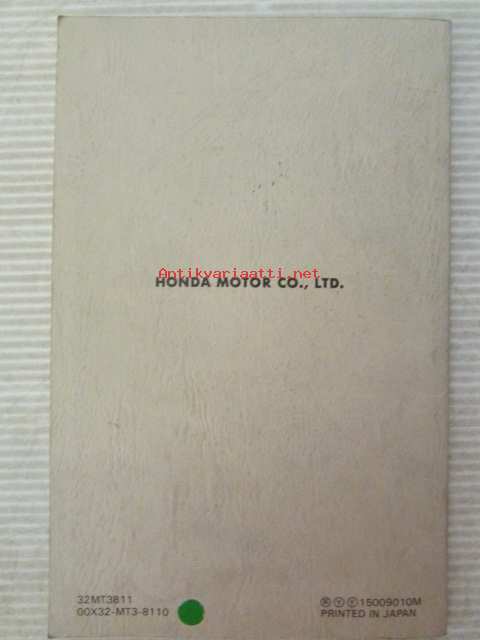 Antikvariaatti.net
HONDA MOTOR CO., LTD.
32MT3811
00X32-MT3-8110
15009010M
PRINTED IN JAPAN